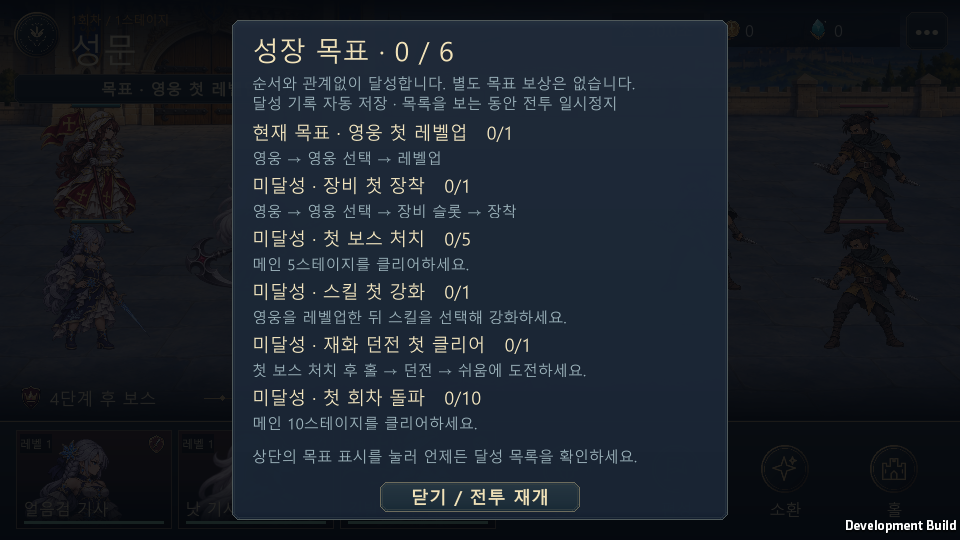 1회차 / 1스테이지
성문
목표 · 영웅 첫 레벨
0
0
성장 목표 · 0 / 6
순서와 관계없이 달성합니다. 별도 목표 보상은 없습니다.
달성 기록 자동 저장 · 목록을 보는 동안 전투 일시정지
현재 목표 · 영웅 첫 레벨업 0/1
영웅 → 영웅 선택 → 레벨업
미달성 · 장비 첫 장착 0/1
영웅 → 영웅 선택 → 장비 슬롯 → 장착
미달성 · 첫 보스 처치 0/5
메인 5스테이지를 클리어하세요.
미달성 · 스킬 첫 강화 0/1
영웅을 레벨업한 뒤 스킬을 선택해 강화하세요.
미달성 · 재화 던전 첫 클리어 0/1
첫 보스 처치 후 홀 → 던전 → 쉬움에 도전하세요.
미달성 · 첫 회차 돌파 0/10
메인 10스테이지를 클리어하세요.
상단의 목표 표시를 눌러 언제든 달성 목록을 확인하세요.
닫기 / 전투 재개
4단계 후 보스 →
레벨 1
얼음검 기사
레벨 1
낫 기사
소환
홀
Development Build